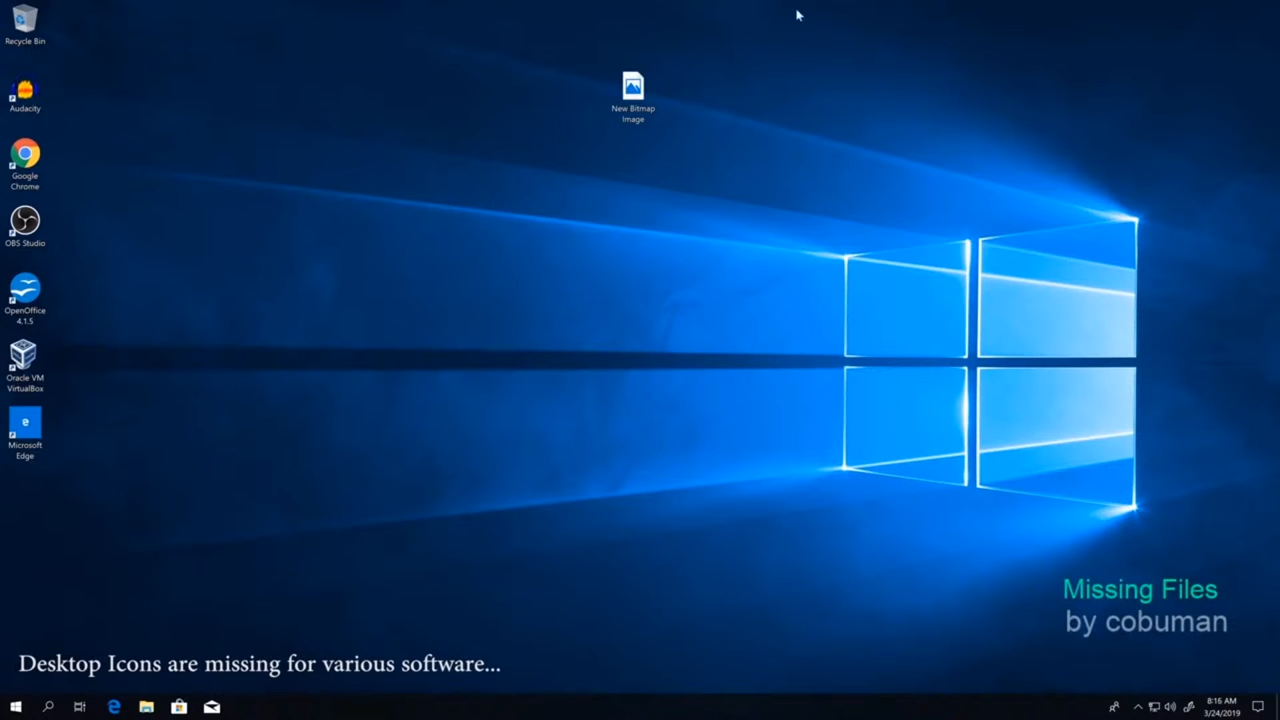 Recycle Bin
Audacity
Google
Chrome
OBS Studio
OpenOffice
4.1.5
Oracle VM
VirtualBox
e
Microsoft
Edge
New Bitmap
Image
Missing Files
by cobuman
Desktop Icons are missing for various software...
8:16 AM
3/24/2019